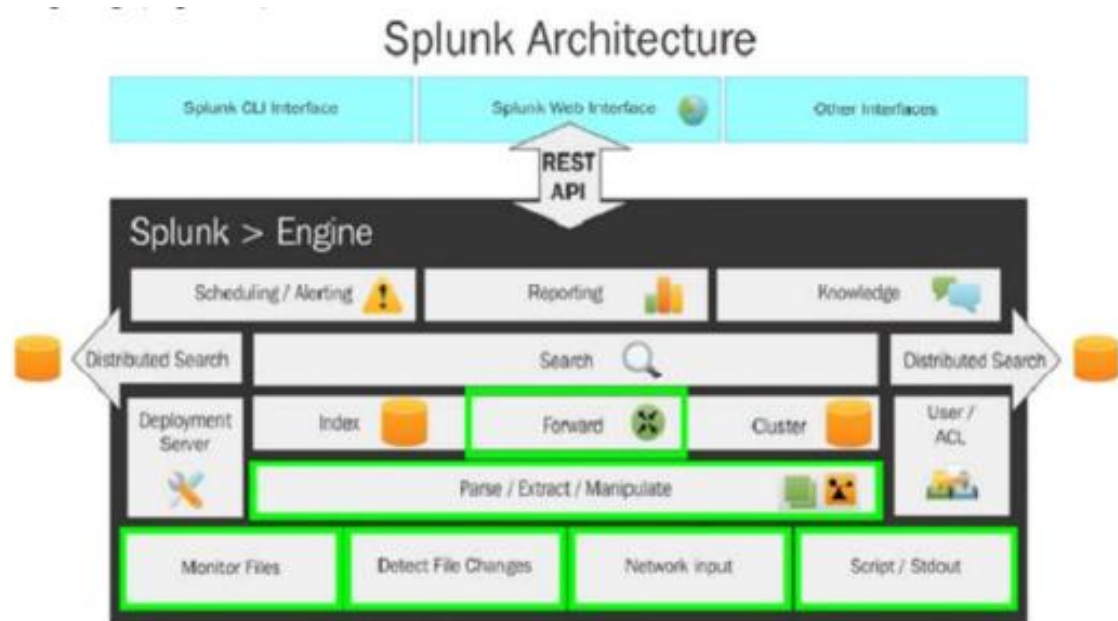 Splunk Architecture
Splunk CLI Interface
Splunk Web Interface
Other Interfaces
REST
API
Splunk > Engine
Scheduling / Alerting
Reporting
Knowledge
Distributed Search
Search
Distributed Search
Deployment
Server
Index
Forward
Cluster
User /
ACL
Parse / Extract / Manipulate
Monitor Files
Detect File Changes
Network input
Script / Stdout